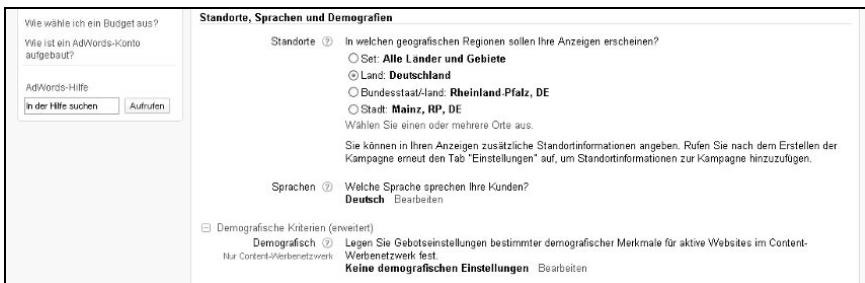 Wie wähle ich ein Budget aus?
Wie ist ein AdWords-Konto
aufgebaut?
AdWords-Hilfe
In der Hilfe suchen Aufrufen
Standorte, Sprachen und Demografien
Standorte ? In welchen geografischen Regionen sollen Ihre Anzeigen erscheinen?
Set: Alle Länder und Gebiete
Land: Deutschland
Bundesstaat/-land: Rheinland-Pfalz, DE
Stadt: Mainz, RP, DE
Wählen Sie einen oder mehrere Orte aus.
Sie können in Ihren Anzeigen zusätzliche Standortinformationen angeben. Rufen Sie nach dem Erstellen der
Kampagne erneut den Tab "Einstellungen" auf, um Standortinformationen zur Kampagne hinzuzufügen.
Sprachen ? Welche Sprache sprechen Ihre Kunden?
Deutsch Bearbeiten
Demografische Kriterien (erweitert)
Demografisch ? Legen Sie Gebotseinstellungen bestimmter demografischer Merkmale für aktive Websites im Content-
Nur Content-Werbenetzwerk Werbenetzwerk fest.
Keine demografischen Einstellungen Bearbeiten